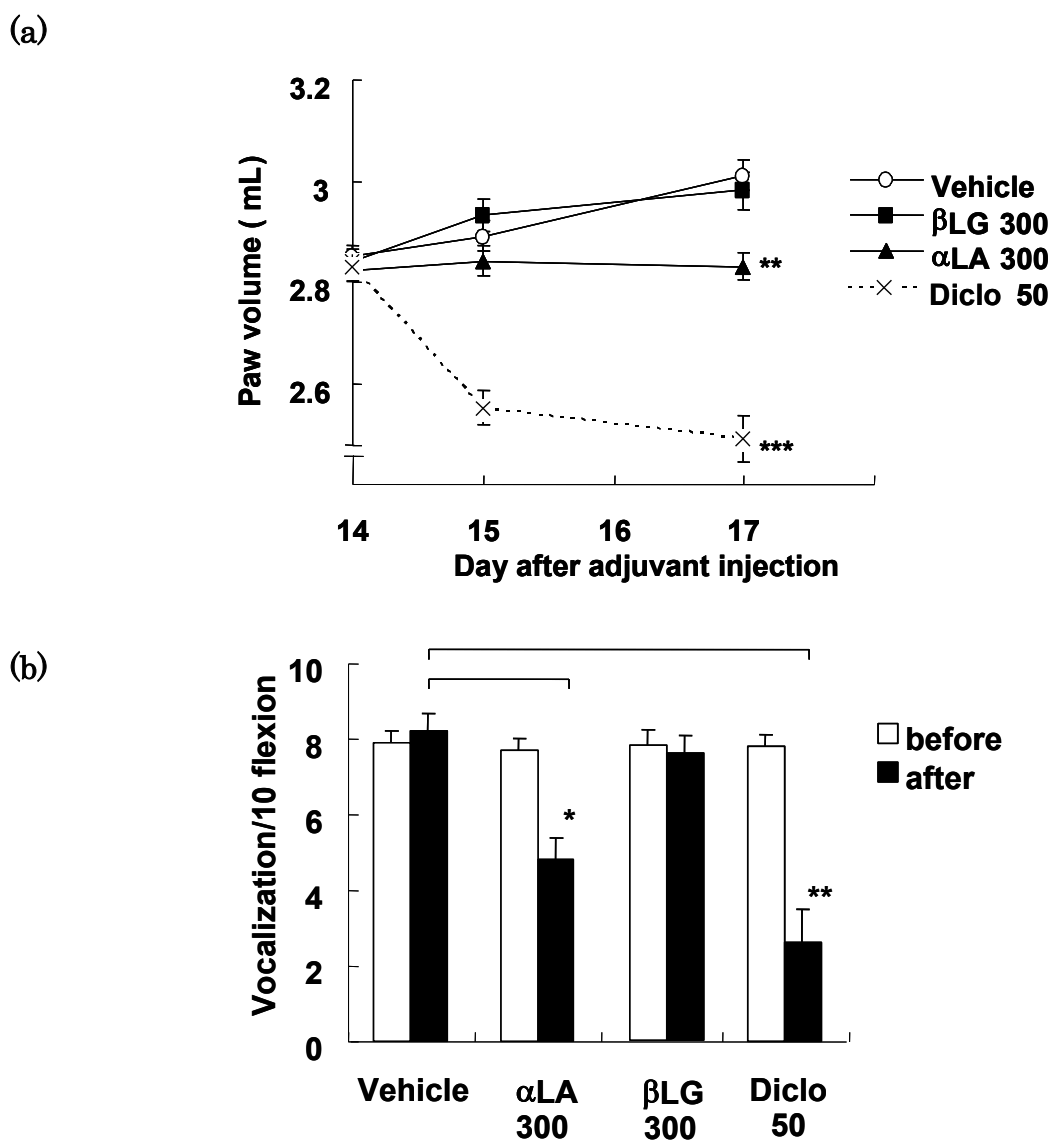 (a)
3.2
3
2.8
2.6
Paw volume ( mL)
Vehicle
βLG 300
αLA 300
Diclo 50
**
***
14 15 16 17
Day after adjuvant injection
(b)
10
8
6
4
2
0
Vocalization/10 flexion
before
after
*
**
Vehicle αLA βLG Diclo
300 300 50